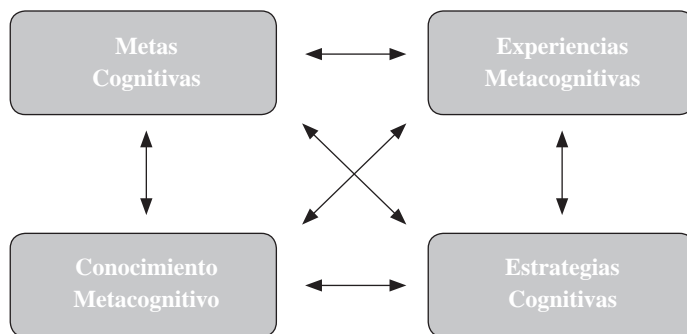 Metas
Cognitivas
Experiencias
Metacognitivas
Conocimiento
Metacognitivo
Estrategias
Cognitivas